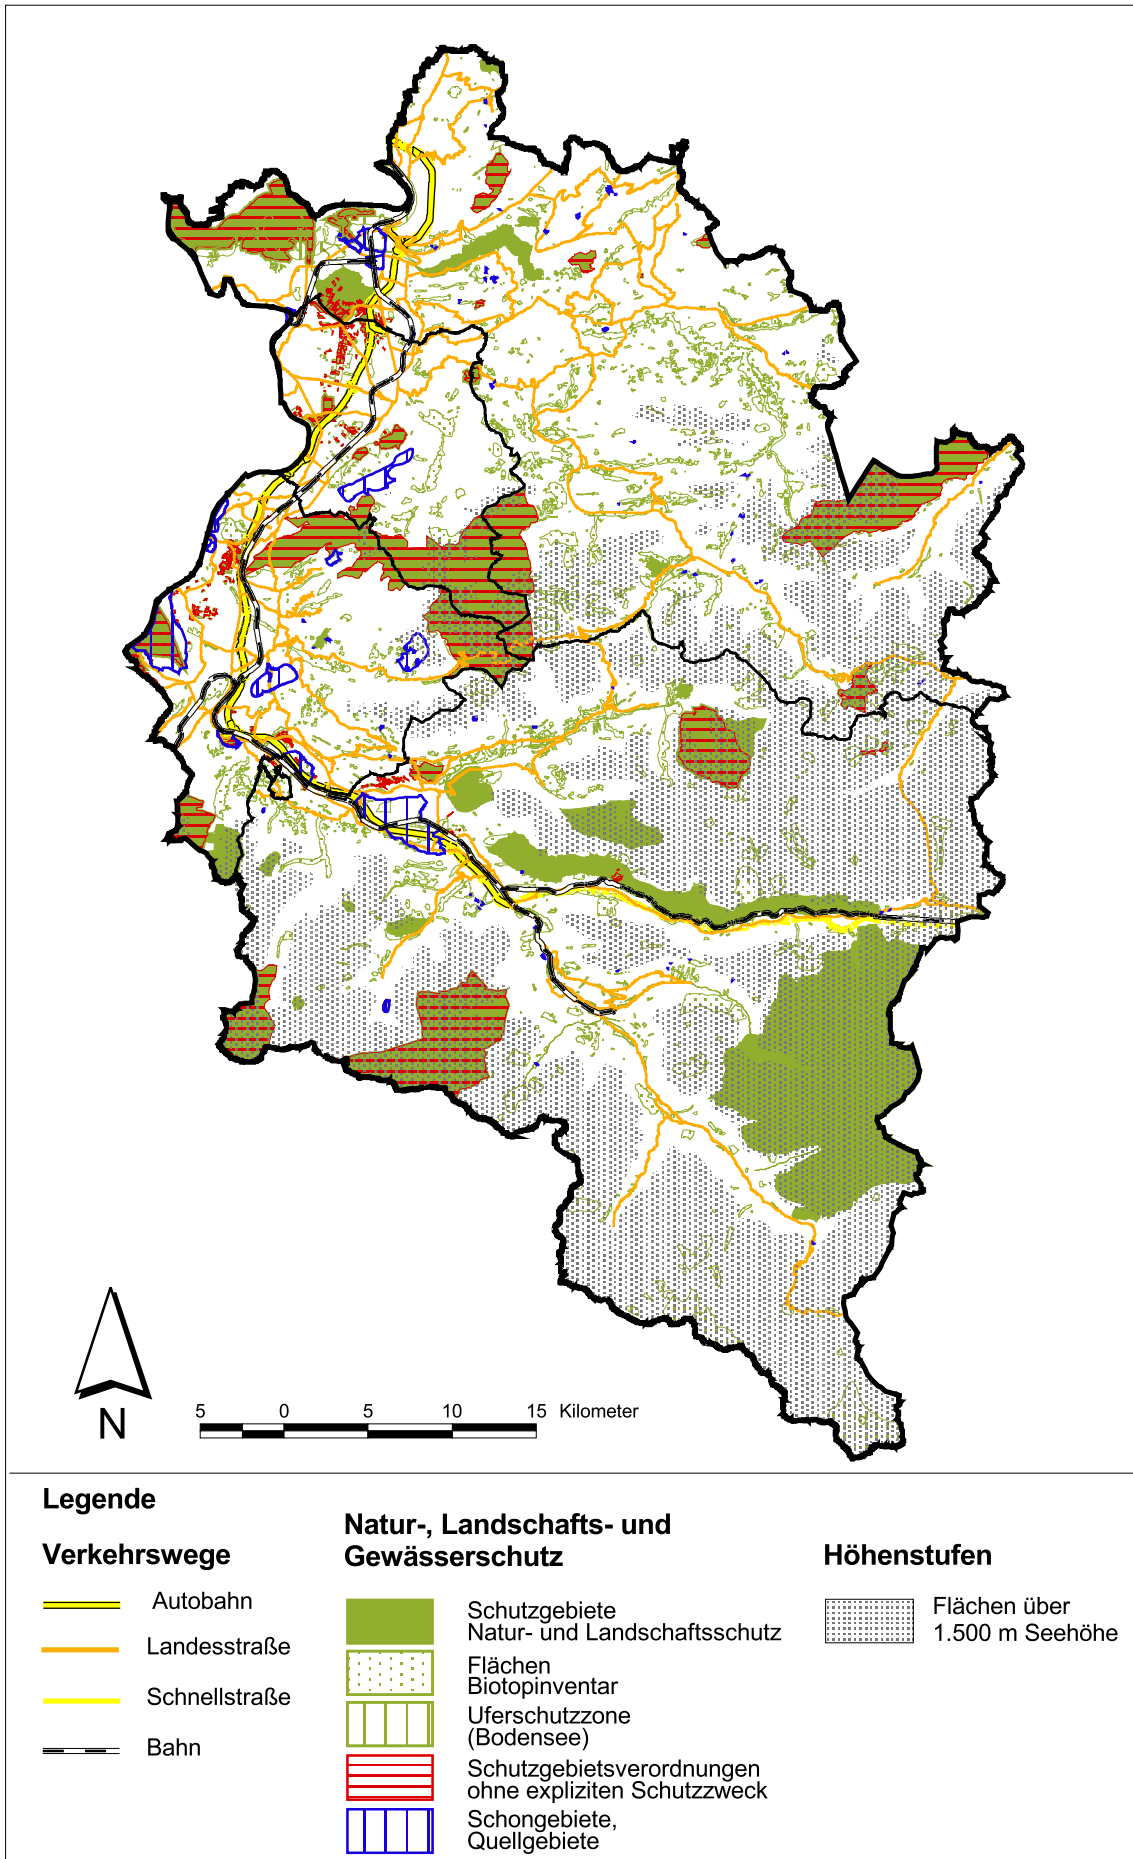 N
5 0 5 10 15 Kilometer
Legende
Verkehrswege
Autobahn
Landesstraße
Schnellstraße
Bahn
Natur-, Landschafts- und
Gewässerschutz
Schutzgebiete
Natur- und Landschaftsschutz
Flächen
Biotopinventar
Uferschutzzone
(Bodensee)
Schutzgebietsverordnungen
ohne expliziten Schutzzweck
Schongebiete,
Quellgebiete
Höhenstufen
Flächen über
1.500 m Seehöhe